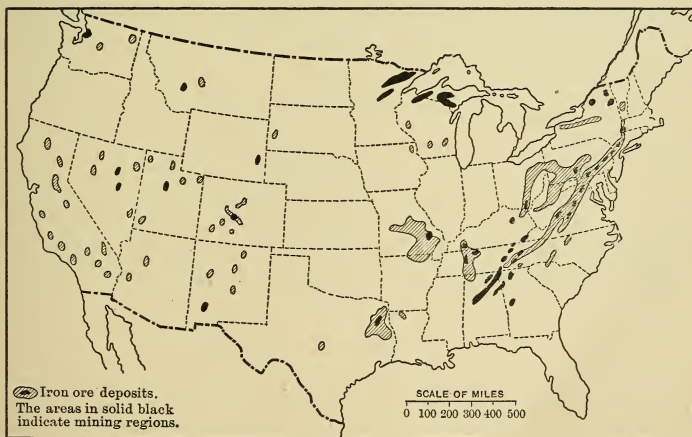 Iron ore deposits.
The areas in solid black
indicate mining regions.
SCALE OF MILES
0 100 200 300 400 500